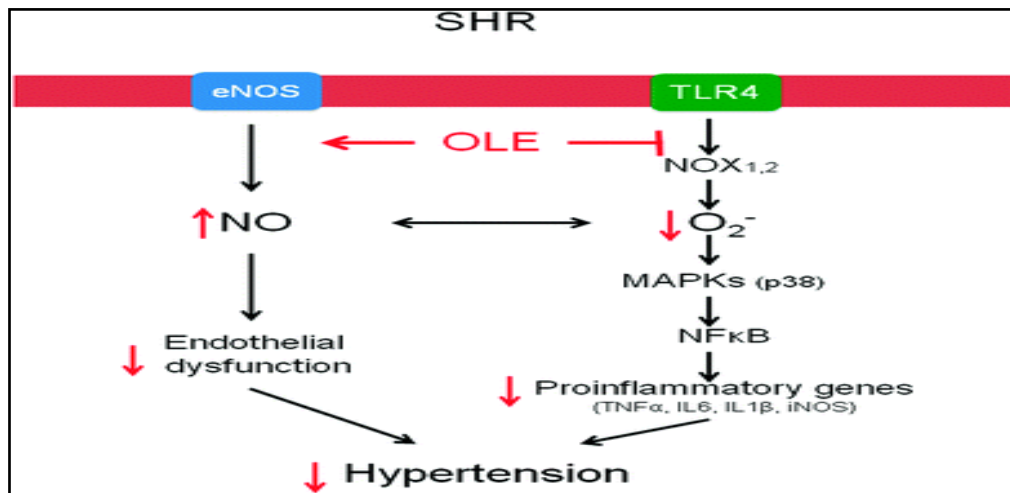 SHR
eNOS
TLR4
OLE
NOX1,2
↑NO
↓O₂⁻
MAPKs (p38)
NFκB
↓ Endothelial
dysfunction
↓ Proinflammatory genes
(TNFα, IL6, IL1β, iNOS)
↓ Hypertension